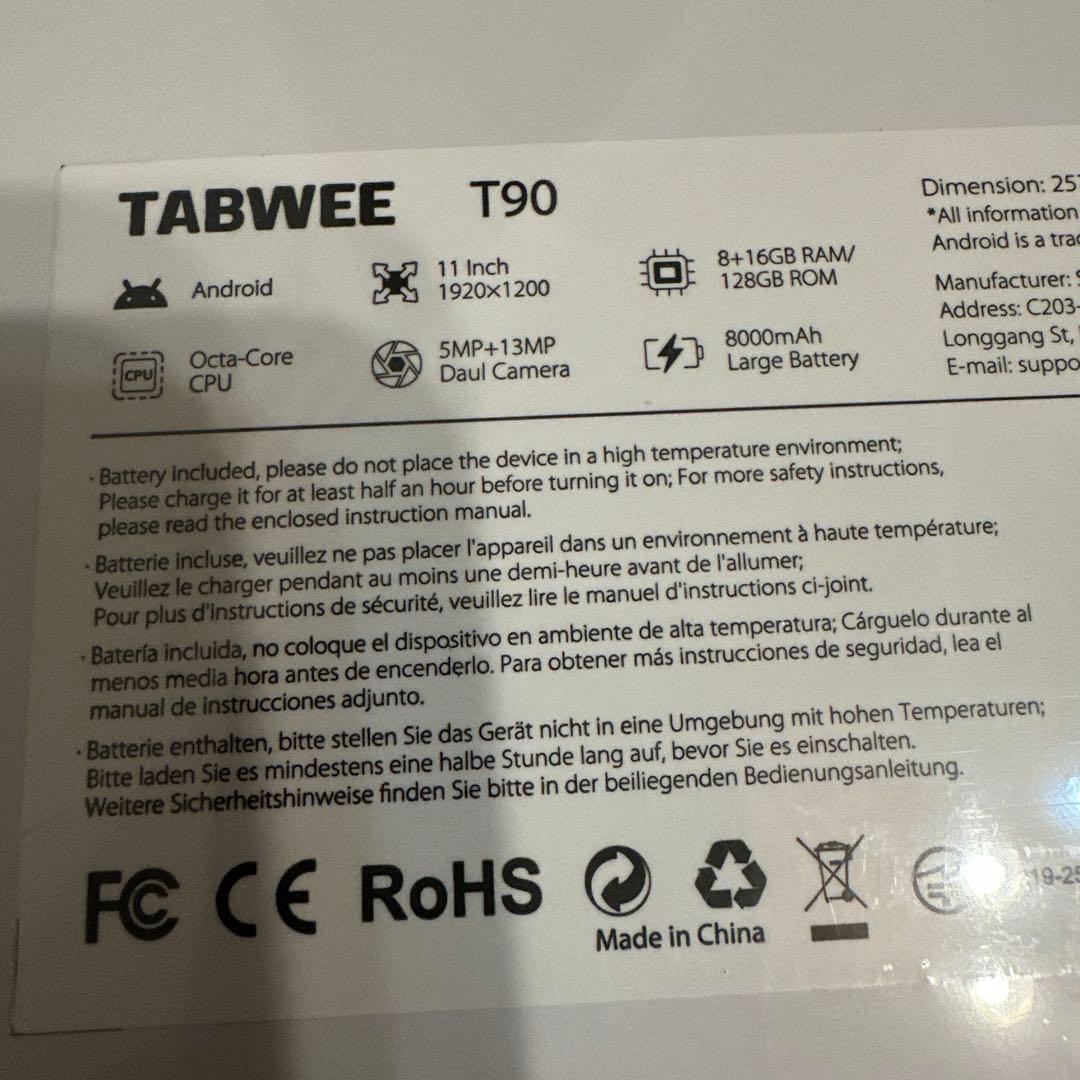 TABWEE T90
Android
11 Inch
1920×1200
8+16GB RAM/
128GB ROM
CPU
Octa-Core
CPU
5MP+13MP
Daul Camera
8000mAh
Large Battery
Dimension: 25
*All information
Android is a
Manufacturer:
Address: C203-
Longgang St,
E-mail:
· Battery included, please do not place the device in a high temperature environment;
Please charge it for at least half an hour before turning it on; For more safety instructions,
please read the enclosed instruction manual.
· Batterie incluse, veuillez ne pas placer l'appareil dans un environnement à haute température;
Veuillez le charger pendant au moins une demi-heure avant de l'allumer;
Pour plus d'instructions de sécurité, veuillez lire le manuel d'instructions ci-joint.
· Batería incluida, no coloque el dispositivo en ambiente de alta temperatura; Cárguelo durante al
menos media hora antes de encenderlo. Para obtener más instrucciones de seguridad, lea el
manual de instrucciones adjunto.
· Batterie enthalten, bitte stellen Sie das Gerät nicht in eine Umgebung mit hohen Temperaturen;
Bitte laden Sie es mindestens eine halbe Stunde lang auf, bevor Sie es einschalten.
Weitere Sicherheitshinweise finden Sie bitte in der beiliegenden Bedienungsanleitung.
FC CE RoHS
Made in China
19-25